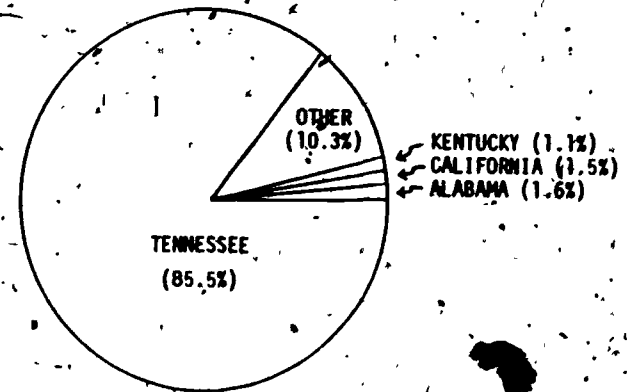 OTHER
(10.3%)
KENTUCKY (1.1%)
CALIFORNIA (1.5%)
ALABAMA (1.6%)
TENNESSEE
(85.5%)